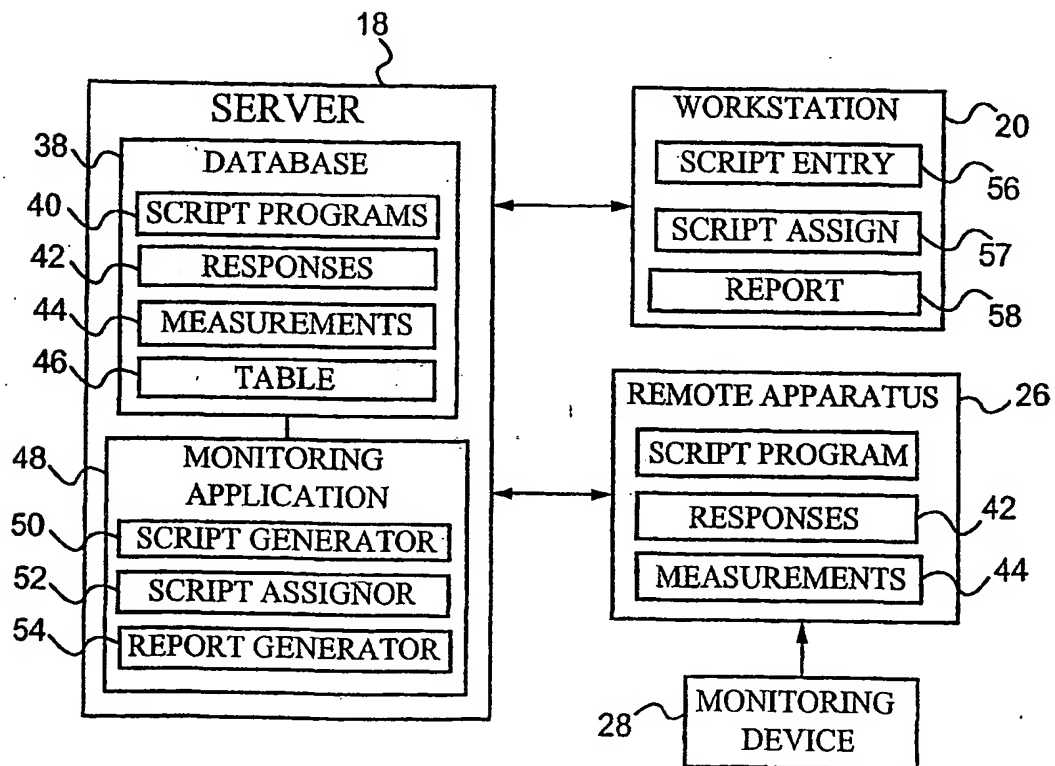 18
SERVER
38
DATABASE
40
SCRIPT PROGRAMS
42
RESPONSES
44
MEASUREMENTS
46
TABLE
48
MONITORING
APPLICATION
50
SCRIPT GENERATOR
52
SCRIPT ASSIGNOR
54
REPORT GENERATOR
WORKSTATION
20
SCRIPT ENTRY
56
SCRIPT ASSIGN
57
REPORT
58
REMOTE APPARATUS
26
SCRIPT PROGRAM
RESPONSES
42
MEASUREMENTS
44
28
MONITORING
DEVICE